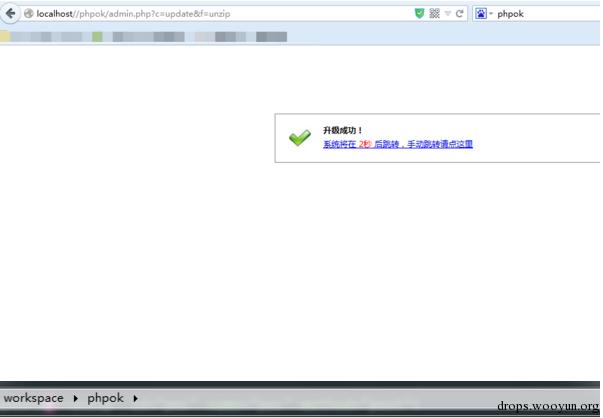 localhost//phpok/admin.php?c=update&f=unzip
phpok
升级成功！
系统将在 2秒 后跳转，手动跳转请点这里
workspace
phpok
drops.wooyun.org